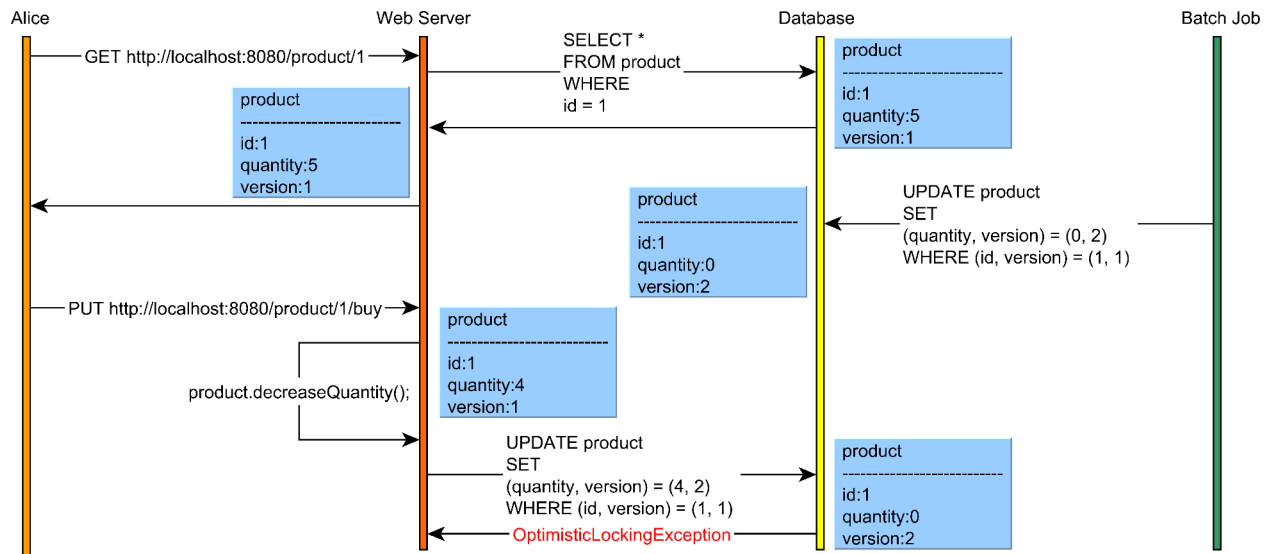 Alice
Web Server
Database
Batch Job
GET http://localhost:8080/product/1
SELECT *
FROM product
WHERE
id = 1
product
----------------------------
id:1
quantity:5
version:1
product
----------------------------
id:1
quantity:5
version:1
UPDATE product
SET
(quantity, version) = (0, 2)
WHERE (id, version) = (1, 1)
product
----------------------------
id:1
quantity:0
version:2
PUT http://localhost:8080/product/1/buy
product
----------------------------
id:1
quantity:4
version:1
product.decreaseQuantity();
UPDATE product
SET
(quantity, version) = (4, 2)
WHERE (id, version) = (1, 1)
product
----------------------------
id:1
quantity:0
version:2
OptimisticLockingException